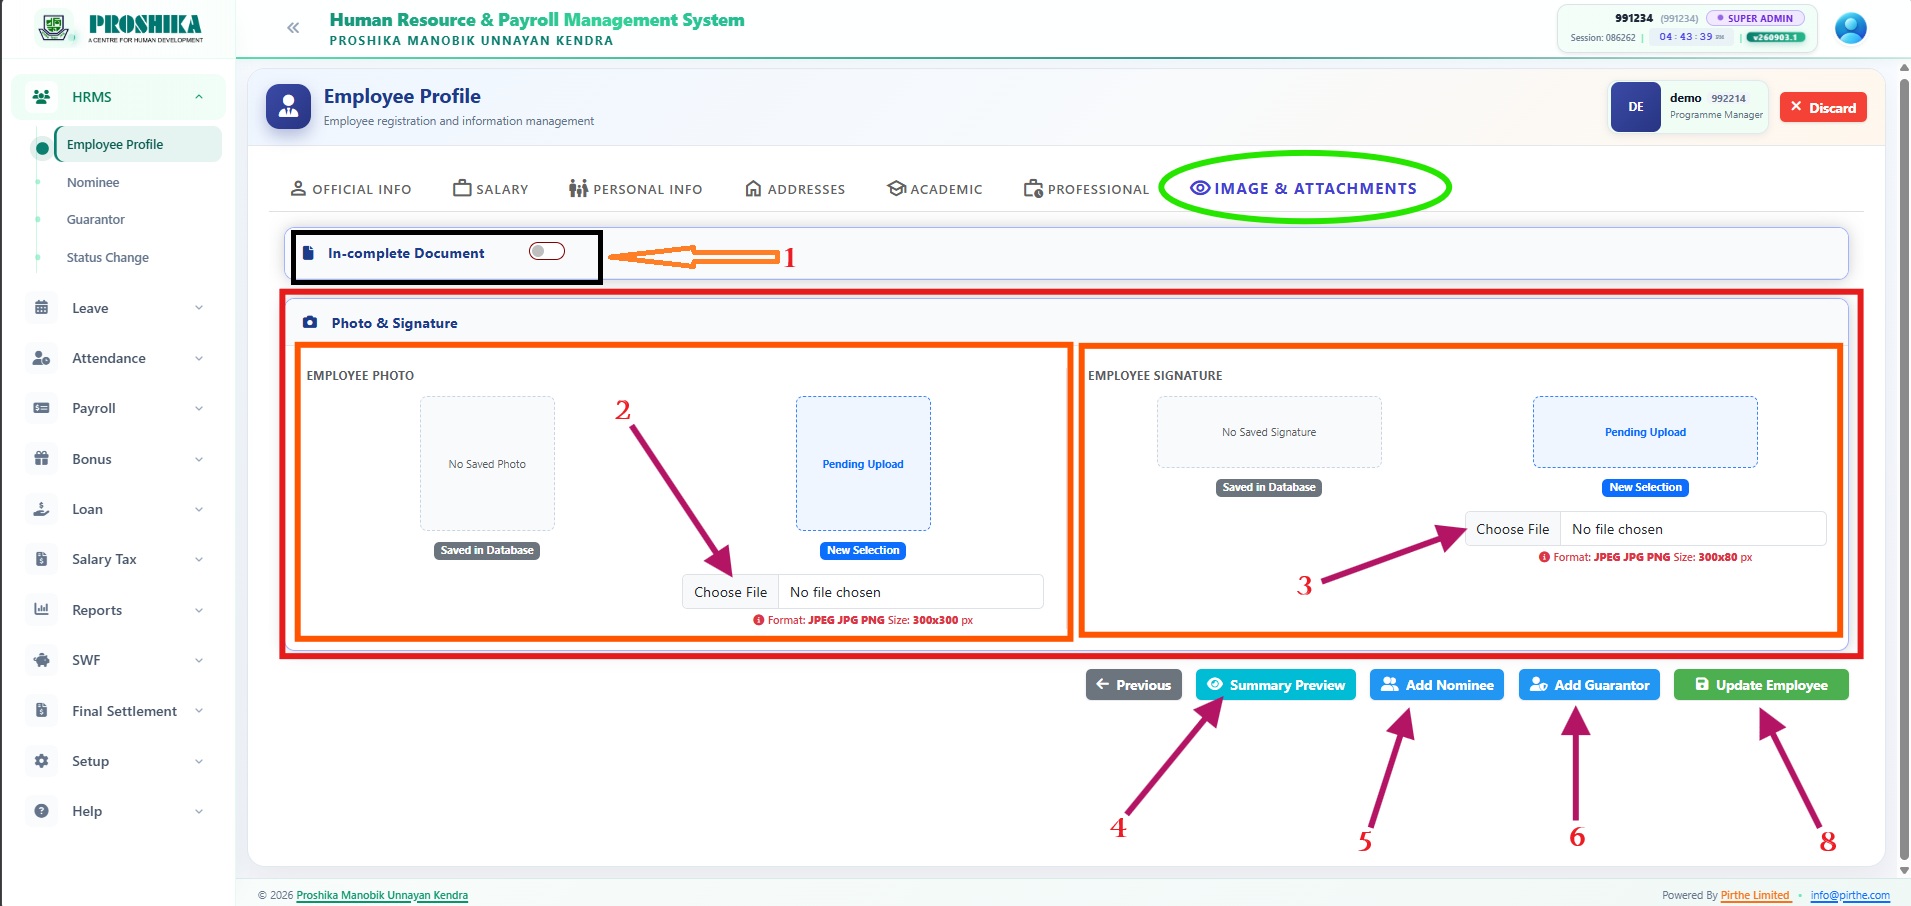 PROSHIKA
A CENTRE FOR HUMAN DEVELOPMENT
Human Resource & Payroll Management System
PROSHIKA MANOBIK UNNAYAN KENDRA
991234 (991234) SUPER ADMIN
Session: 086262 | 04 : 43 : 39 | v260903.1
HRMS
Employee Profile
Nominee
Guarantor
Status Change
Leave
Attendance
Payroll
Bonus
Loan
Salary Tax
Reports
SWF
Final Settlement
Setup
Help
Employee Profile
Employee registration and information management
DE
demo 992214
Programme Manager
Discard
OFFICIAL INFO SALARY PERSONAL INFO ADDRESSES ACADEMIC PROFESSIONAL IMAGE & ATTACHMENTS
In-complete Document
1
Photo & Signature
EMPLOYEE PHOTO
No Saved Photo
Saved in Database
Pending Upload
New Selection
2
Choose File No file chosen
Format: JPEG JPG PNG Size: 300x300 px
EMPLOYEE SIGNATURE
No Saved Signature
Saved in Database
Pending Upload
New Selection
Choose File No file chosen
Format: JPEG JPG PNG Size: 300x80 px
3
Previous Summary Preview Add Nominee Add Guarantor Update Employee
4 5 6 8
© 2026 Proshika Manobik Unnayan Kendra
Powered By Pirthe Limited • info@pirthe.com